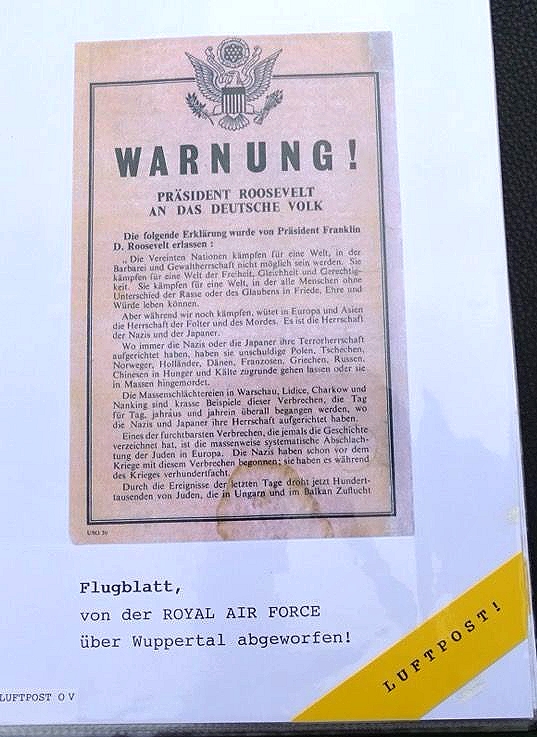 WARNUNG!
PRÄSIDENT ROOSEVELT
AN DAS DEUTSCHE VOLK
Die folgende Erklärung wurde von Präsident Franklin
D. Roosevelt erlassen :
„Die Vereinten Nationen kämpfen für eine Welt, in der
Barbarei und Gewaltherrschaft nicht möglich sein werden. Sie
kämpfen für eine Welt der Freiheit, Gleichheit und Gerechtig-
keit. Sie kämpfen für eine Welt, in der alle Menschen ohne
Unterschied der Rasse oder des Glaubens in Friede, Ehre und
Würde leben können.
Aber während wir noch kämpfen, wütet in Europa und Asien
die Herrschaft der Folter und des Mordes. Es ist die Herrschaft
der Nazis und der Japaner.
Wo immer die Nazis oder die Japaner ihre Terrorherrschaft
aufgerichtet haben, haben sie unschuldige Polen, Tschechen,
Norweger, Holländer, Dänen, Franzosen, Griechen, Russen,
Chinesen in Hunger und Kälte zugrunde gehen lassen oder sie
in Massen hingemordet.
Die Massenschlächtereien in Warschau, Lidice, Charkow und
Nanking sind krasse Beispiele dieser Verbrechen, die Tag
für Tag, jahraus und jahrein überall begangen werden, wo
die Nazis und Japaner ihre Herrschaft aufgerichtet haben.
Eines der furchtbarsten Verbrechen, die jemals die Geschichte
verzeichnet hat, ist die massenweise systematische Abschlach-
tung der Juden in Europa. Die Nazis haben schon vor dem
Kriege mit diesem Verbrechen begonnen; sie haben es während
des Krieges verhundertfacht.
Durch die Ereignisse der letzten Tage droht jetzt Hundert-
tausenden von Juden, die in Ungarn und im Balkan Zuflucht
Flugblatt,
von der ROYAL AIR FORCE
über Wuppertal abgeworfen!
LUFTPOST!
LUFTPOST O V